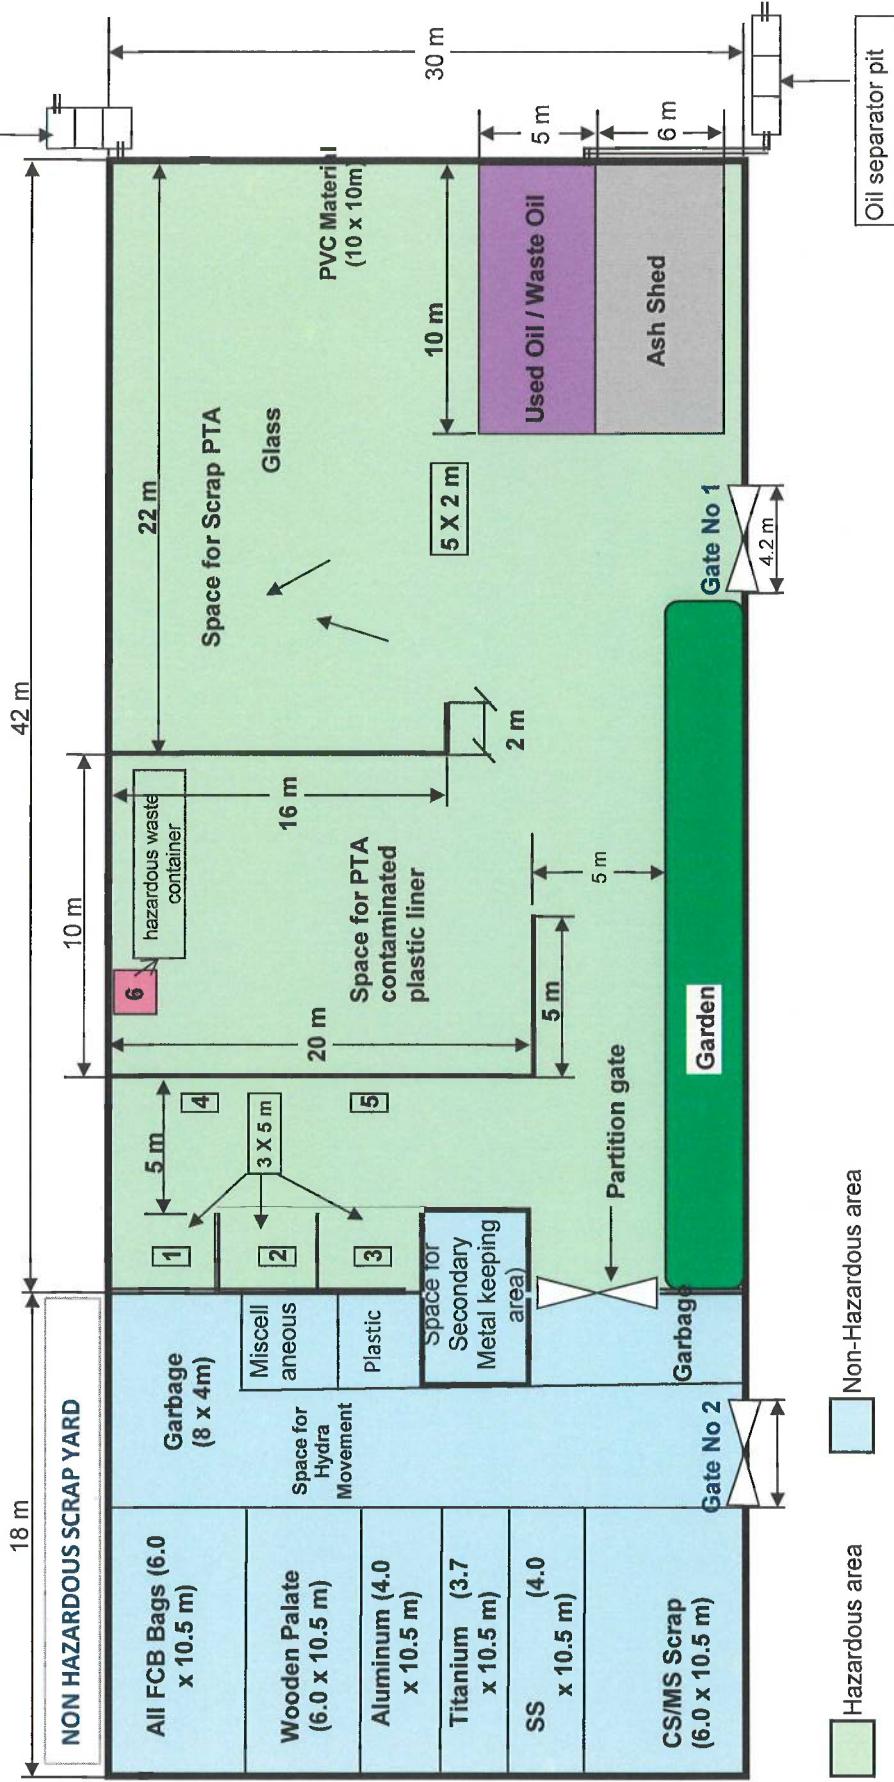 18 m
42 m
30 m
NON HAZARDOUS SCRAP YARD
All FCB Bags (6.0
x 10.5 m)
Wooden Palate
(6.0 x 10.5 m)
Aluminum (4.0
x 10.5 m)
Titanium (3.7
x 10.5 m)
SS (4.0
x 10.5 m)
CS/MS Scrap
(6.0 x 10.5 m)
Garbage
(8 x 4m)
Space for
Hydra
Movement
Miscell
aneous
Plastic
Space for
Secondary
Metal keeping
area)
Garbage
Gate No 2
1
2
3
3 X 5 m
5 m
4
5
Partition gate
10 m
6
hazardous waste
container
20 m
16 m
Space for PTA
contaminated
plastic liner
5 m
5 m
Garden
2 m
22 m
Space for Scrap PTA
Glass
PVC Material
(10 x 10m)
5 X 2 m
10 m
Used Oil / Waste Oil
Ash Shed
5 m
6 m
Gate No 1
4.2 m
Oil separator pit
Hazardous area
Non-Hazardous area